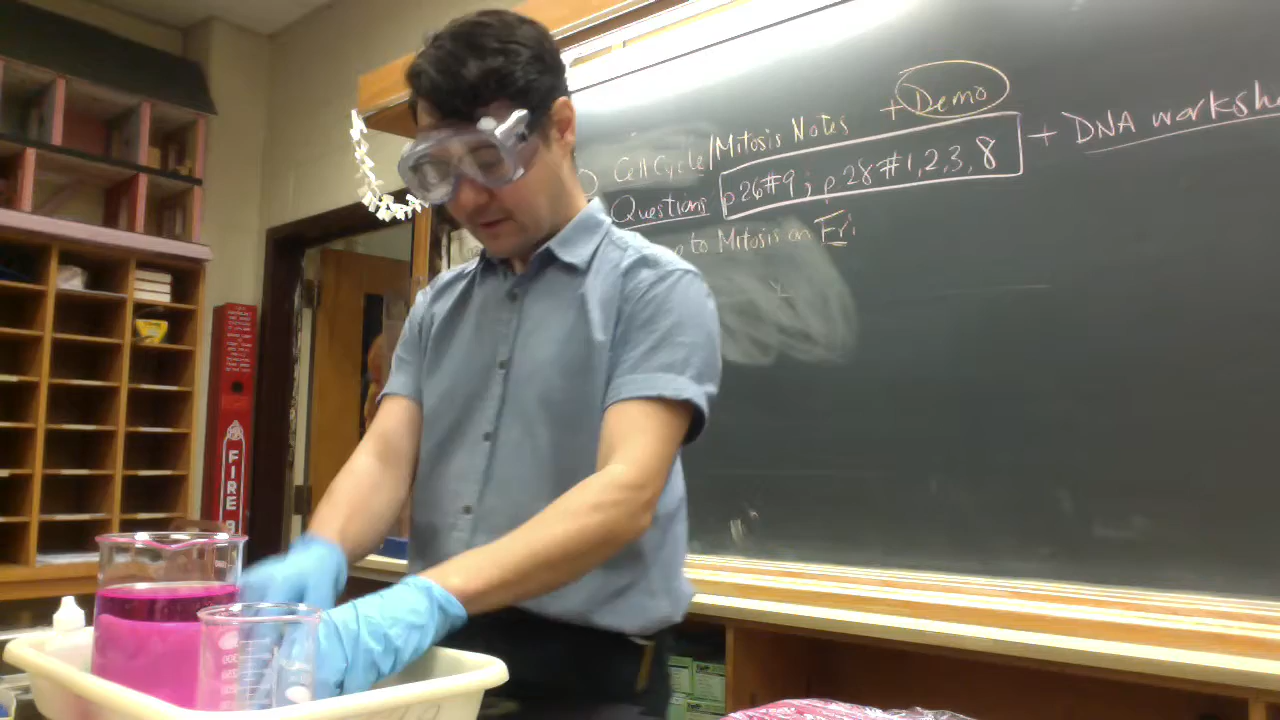 Cell Cycle/Mitosis Notes + Demo
Questions p26#9; p.28#1,2,3,8 + DNA worksh
to Mitosis on Fri.
FIRE